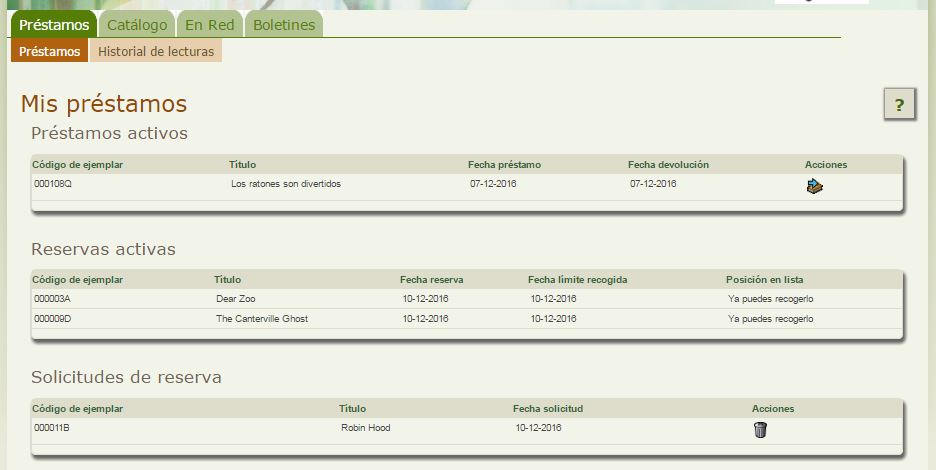 Préstamos Catálogo En Red Boletines
Préstamos Historial de lecturas
Mis préstamos
?
Préstamos activos
Código de ejemplar Título Fecha préstamo Fecha devolución Acciones
000108Q Los ratones son divertidos 07-12-2016 07-12-2016
Reservas activas
Código de ejemplar Título Fecha reserva Fecha límite recogida Posición en lista
000003A Dear Zoo 10-12-2016 10-12-2016 Ya puedes recogerlo
000009D The Canterville Ghost 10-12-2016 10-12-2016 Ya puedes recogerlo
Solicitudes de reserva
Código de ejemplar Título Fecha solicitud Acciones
000011B Robin Hood 10-12-2016